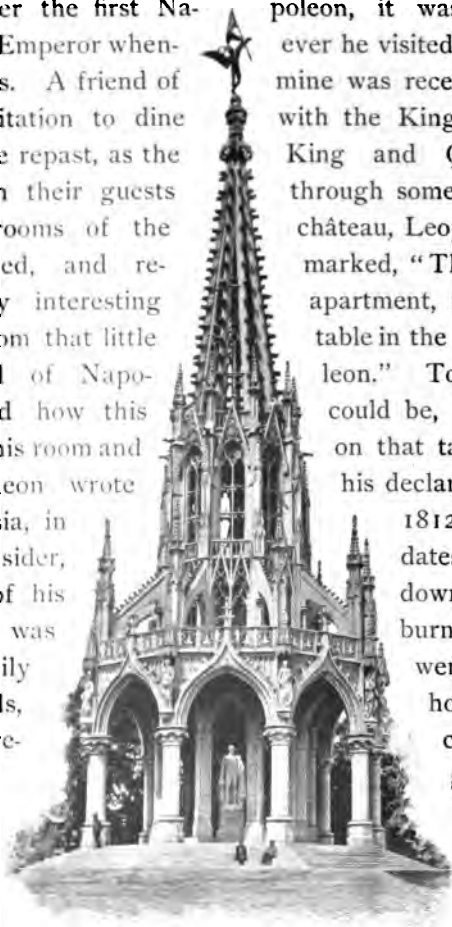 er the first Na- poleon, it was
Emperor when- ever he visited
s. A friend of mine was rece
itation to dine with the King
e repast, as the King and
n their guests through some
rooms of the château, Leo
ed, and re- marked, "T
y interesting apartment,
om that little table in the
l of Napo- leon." To
d how this could be,
his room and on that ta
eon wrote his declar
sia, in 1812
sider, dates
of his down
was burn
ily wer
ls, ho
re- c